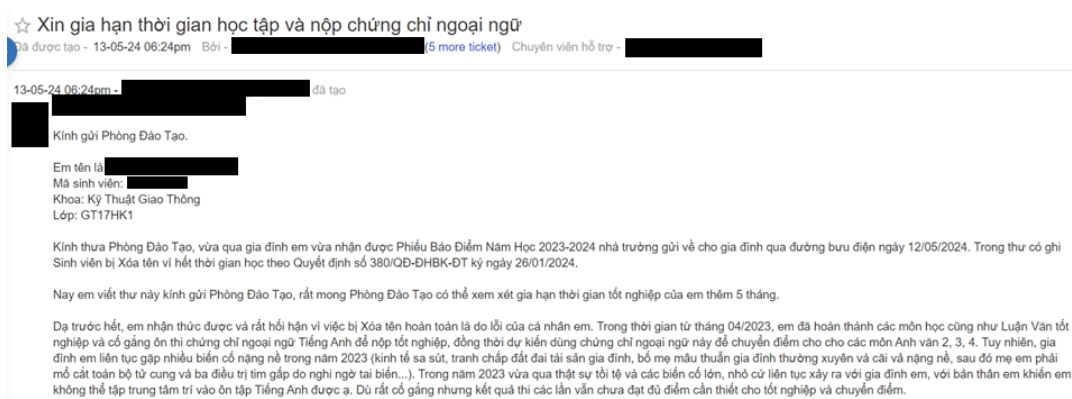 Xin gia hạn thời gian học tập và nộp chứng chỉ ngoại ngữ
Đã được tạo - 13-05-24 06:24pm Bởi - (5 more ticket) Chuyên viên hỗ trợ -
13-05-24 06:24pm - đã tạo
Kính gửi Phòng Đào Tạo.
Em tên là
Mã sinh viên:
Khoa: Kỹ Thuật Giao Thông
Lớp: GT17HK1
Kính thưa Phòng Đào Tạo, vừa qua gia đình em vừa nhận được Phiếu Báo Điểm Năm Học 2023-2024 nhà trường gửi về cho gia đình qua đường bưu điện ngày 12/05/2024. Trong thư có ghi
Sinh viên bị Xóa tên vì hết thời gian học theo Quyết định số 380/QĐ-ĐHBK-ĐT ký ngày 26/01/2024.
Nay em viết thư này kính gửi Phòng Đào Tạo, rất mong Phòng Đào Tạo có thể xem xét gia hạn thời gian tốt nghiệp của em thêm 5 tháng.
Dạ trước hết, em nhận thức được và rất hối hận vì việc bị Xóa tên hoàn toàn là do lỗi của cá nhân em. Trong thời gian từ tháng 04/2023, em đã hoàn thành các môn học cũng như Luận Văn tốt
nghiệp và cố gắng ôn thi chứng chỉ ngoại ngữ Tiếng Anh để nộp tốt nghiệp, đồng thời dự kiến dùng chứng chỉ ngoại ngữ này để chuyển điểm cho cho các môn Anh văn 2, 3, 4. Tuy nhiên, gia
đình em liên tục gặp nhiều biến cố nặng nề trong năm 2023 (kinh tế sa sút, tranh chấp đất đai tài sản gia đình, bố mẹ mâu thuẫn gia đình thường xuyên và cãi vả nặng nề, sau đó mẹ em phải
mổ cắt toàn bộ tử cung và ba điều trị tim gấp do nghi ngờ tai biến...). Trong năm 2023 vừa qua thật sự tồi tệ và các biến cố lớn, nhỏ cứ liên tục xảy ra với gia đình em, với bản thân em khiến em
không thể tập trung tâm trí vào ôn tập Tiếng Anh được ạ. Dù rất cố gắng nhưng kết quả thi các lần vẫn chưa đạt đủ điểm cần thiết cho tốt nghiệp và chuyển điểm.